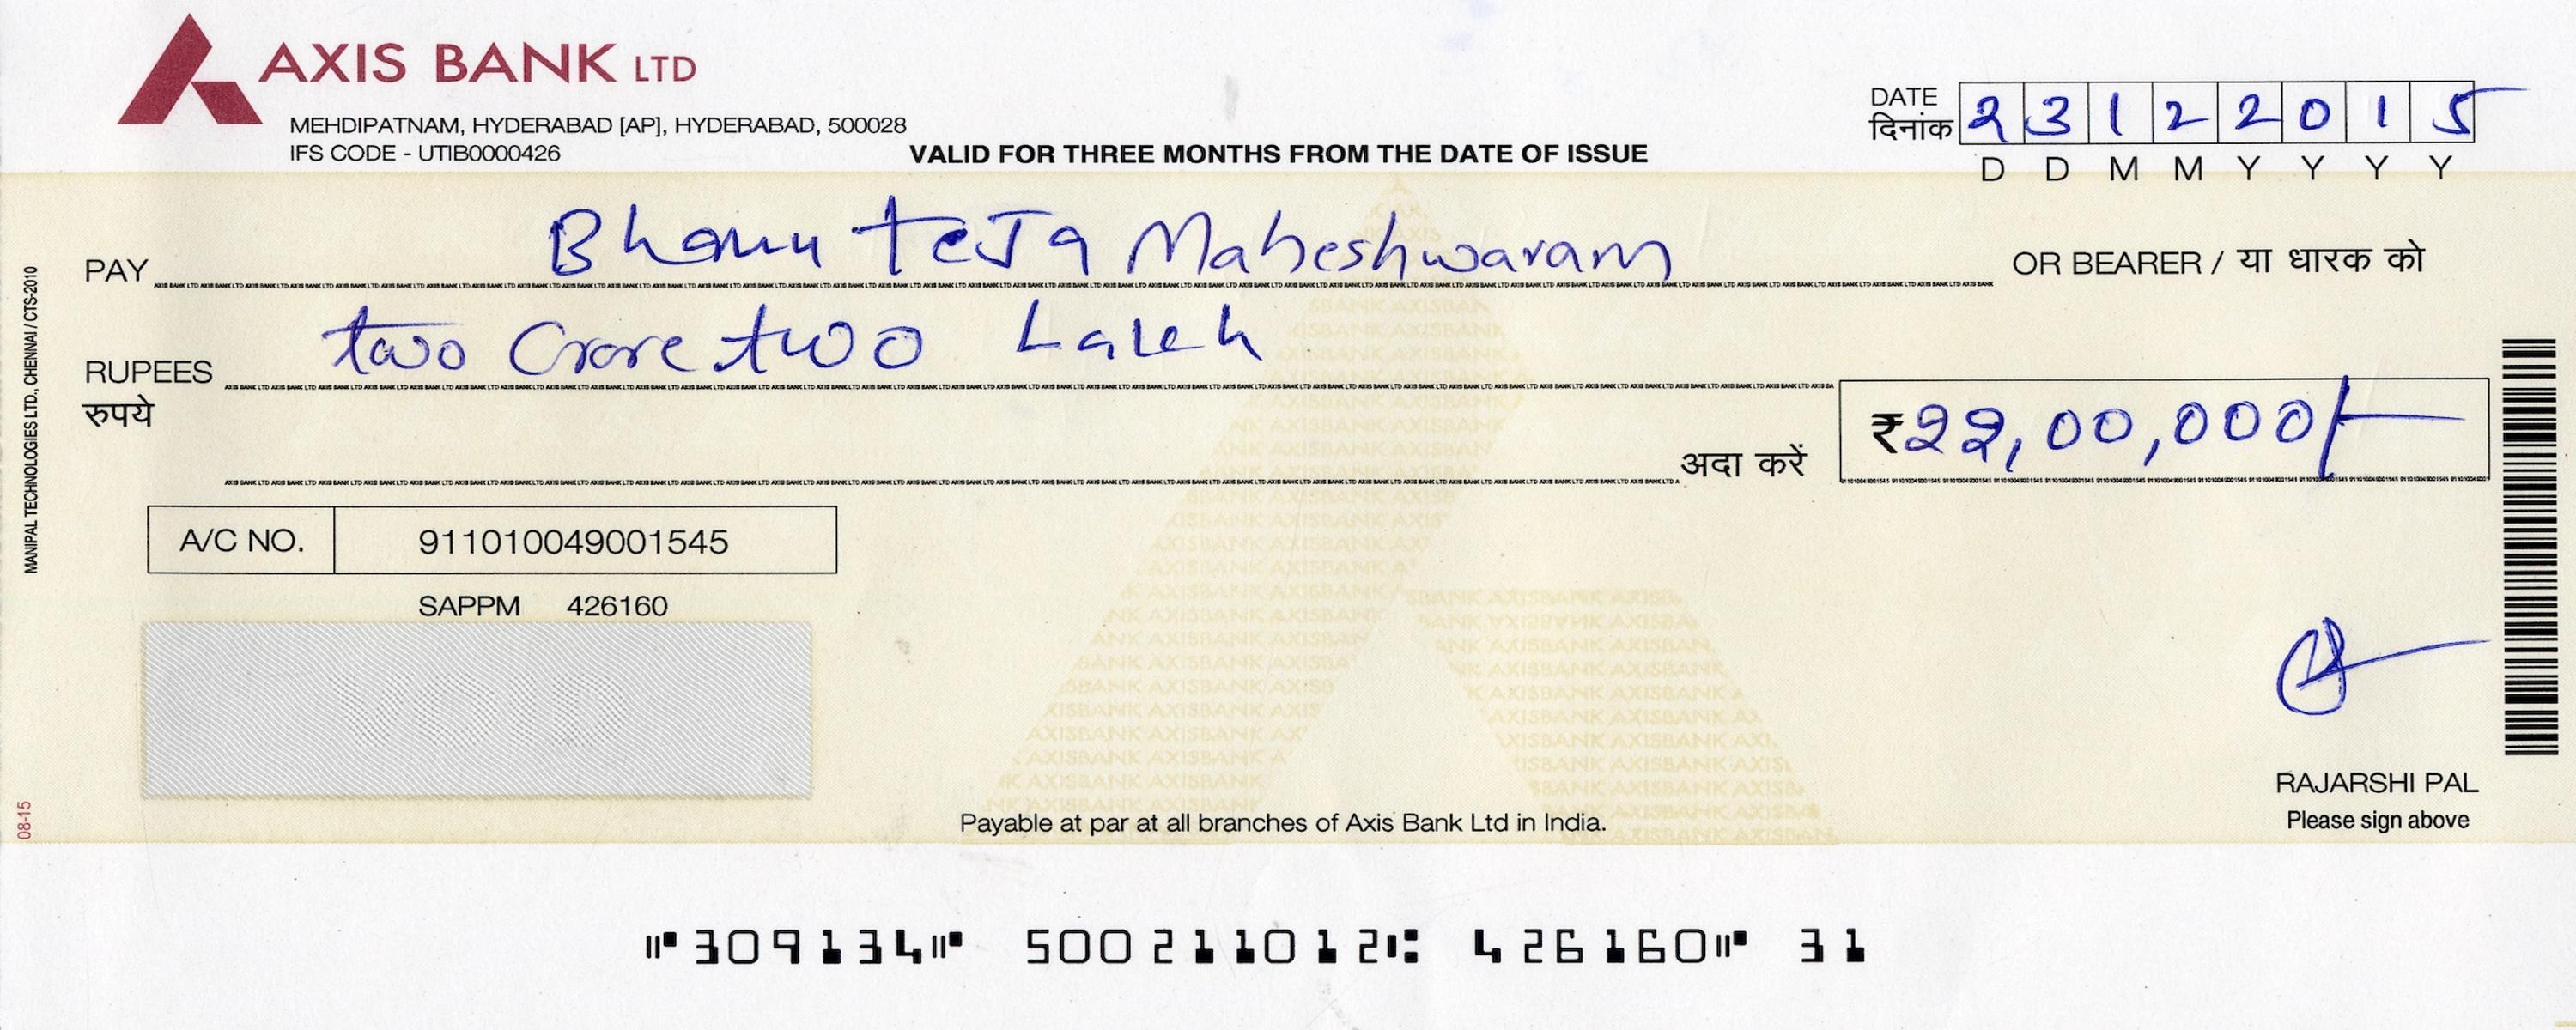 AXIS BANK LTD
MEHDIPATNAM, HYDERABAD [AP], HYDERABAD, 500028
IFS CODE - UTIB0000426
VALID FOR THREE MONTHS FROM THE DATE OF ISSUE
DATE 2 3 1 2 2 0 1 5
दिनांक
D D M M Y Y Y Y
PAY Bhanu teJa Maheshwaram OR BEARER / या धारक को
RUPEES two Crore two Lakh
रुपये
अदा करें ₹22,00,000/-
A/C NO. 911010049001545
SAPPM 426160
VOID
RAJARSHI PAL
Please sign above
Payable at par at all branches of Axis Bank Ltd in India.
MANIPAL TECHNOLOGIES LTD., CHENNAI / CTS-2010
08-15
⑈309134⑈ 500211012⑆ 426160⑈ 31